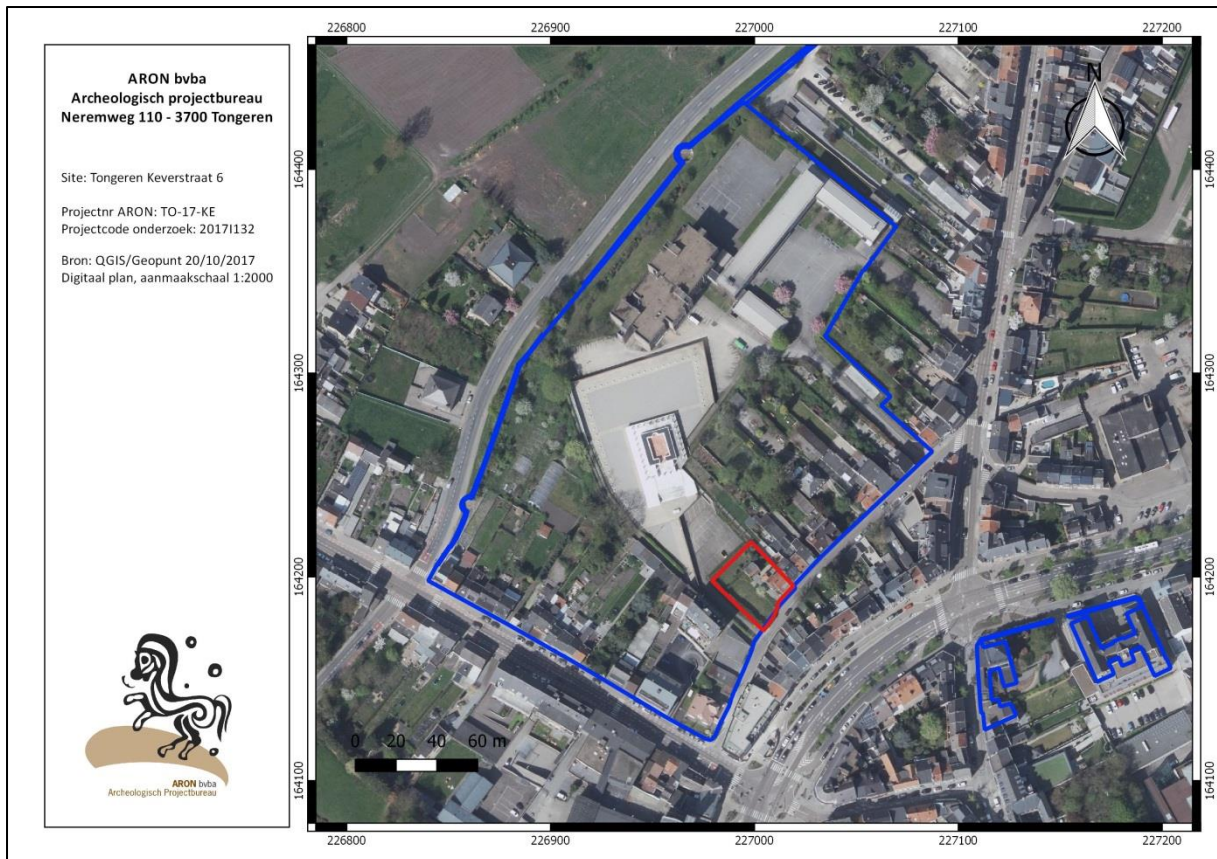 ARON bvba
Archeologisch projectbureau
Neremweg 110 - 3700 Tongeren
Site: Tongeren Keverstraat 6
Projectnr ARON: TO-17-KE
Projectcode onderzoek: 2017I132
Bron: QGIS/Geopunt 20/10/2017
Digitaal plan, aanmaakschaal 1:2000
ARON bvba
Archeologisch Projectbureau
226800 226900 227000 227100 227200
N
164400 164400
164300 164300
164200 164200
0 20 40 60 m
164100 164100
226800 226900 227000 227100 227200